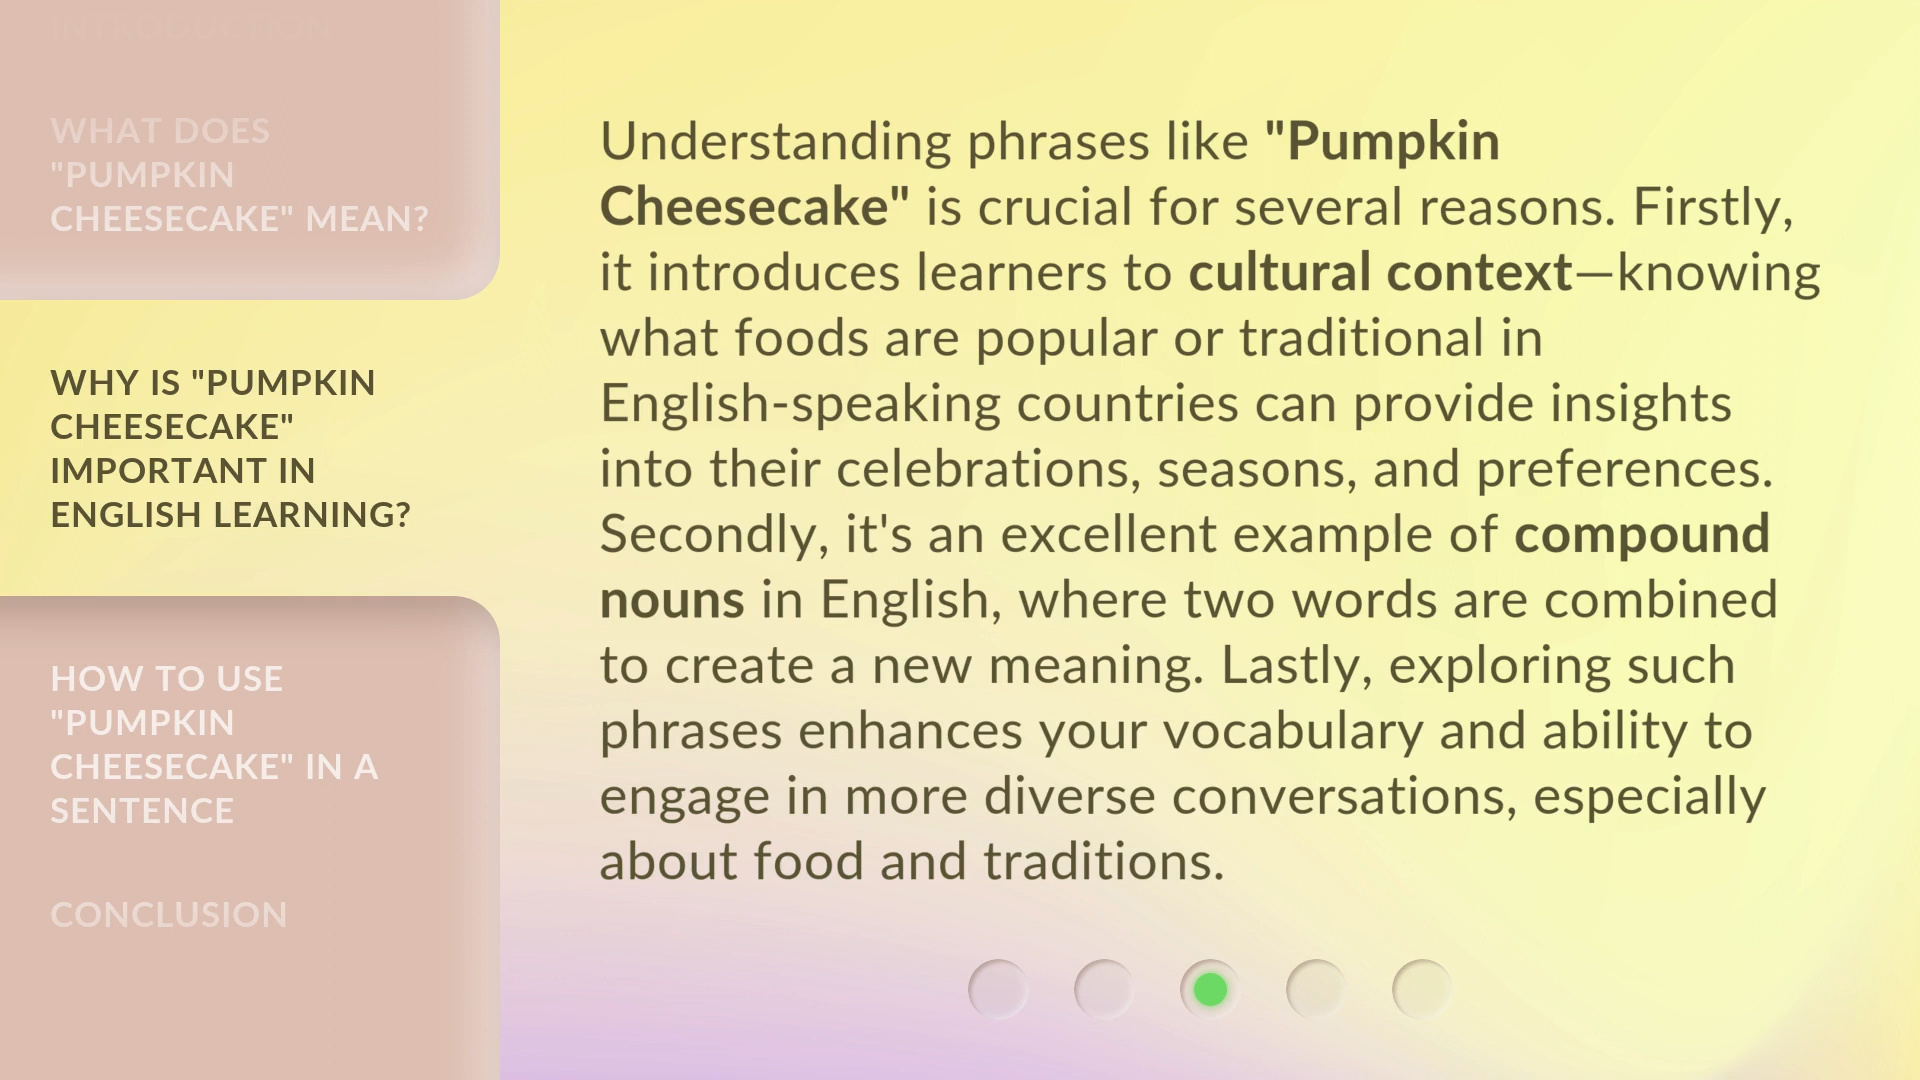 INTRODUCTION
WHAT DOES
"PUMPKIN
CHEESECAKE" MEAN?
WHY IS "PUMPKIN
CHEESECAKE"
IMPORTANT IN
ENGLISH LEARNING?
HOW TO USE
"PUMPKIN
CHEESECAKE" IN A
SENTENCE
CONCLUSION
Understanding phrases like "Pumpkin
Cheesecake" is crucial for several reasons. Firstly,
it introduces learners to cultural context—knowing
what foods are popular or traditional in
English-speaking countries can provide insights
into their celebrations, seasons, and preferences.
Secondly, it's an excellent example of compound
nouns in English, where two words are combined
to create a new meaning. Lastly, exploring such
phrases enhances your vocabulary and ability to
engage in more diverse conversations, especially
about food and traditions.